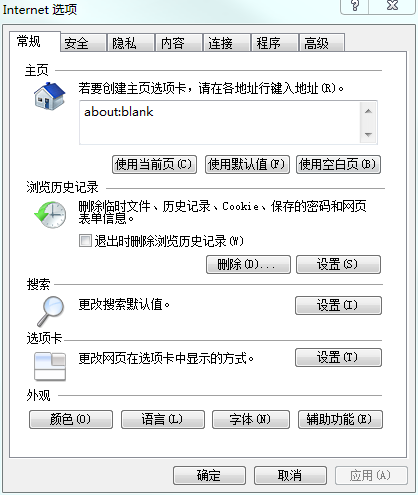 Internet 选项
常规 安全 隐私 内容 连接 程序 高级
主页
若要创建主页选项卡，请在各地址行键入地址(R)。
about:blank
使用当前页(C) 使用默认值(F) 使用空白页(B)
浏览历史记录
删除临时文件、历史记录、Cookie、保存的密码和网页
表单信息。
退出时删除浏览历史记录(W)
删除(D)... 设置(S)
搜索
更改搜索默认值。 设置(I)
选项卡
更改网页在选项卡中显示的方式。 设置(T)
外观
颜色(O) 语言(L) 字体(N) 辅助功能(E)
确定 取消 应用(A)